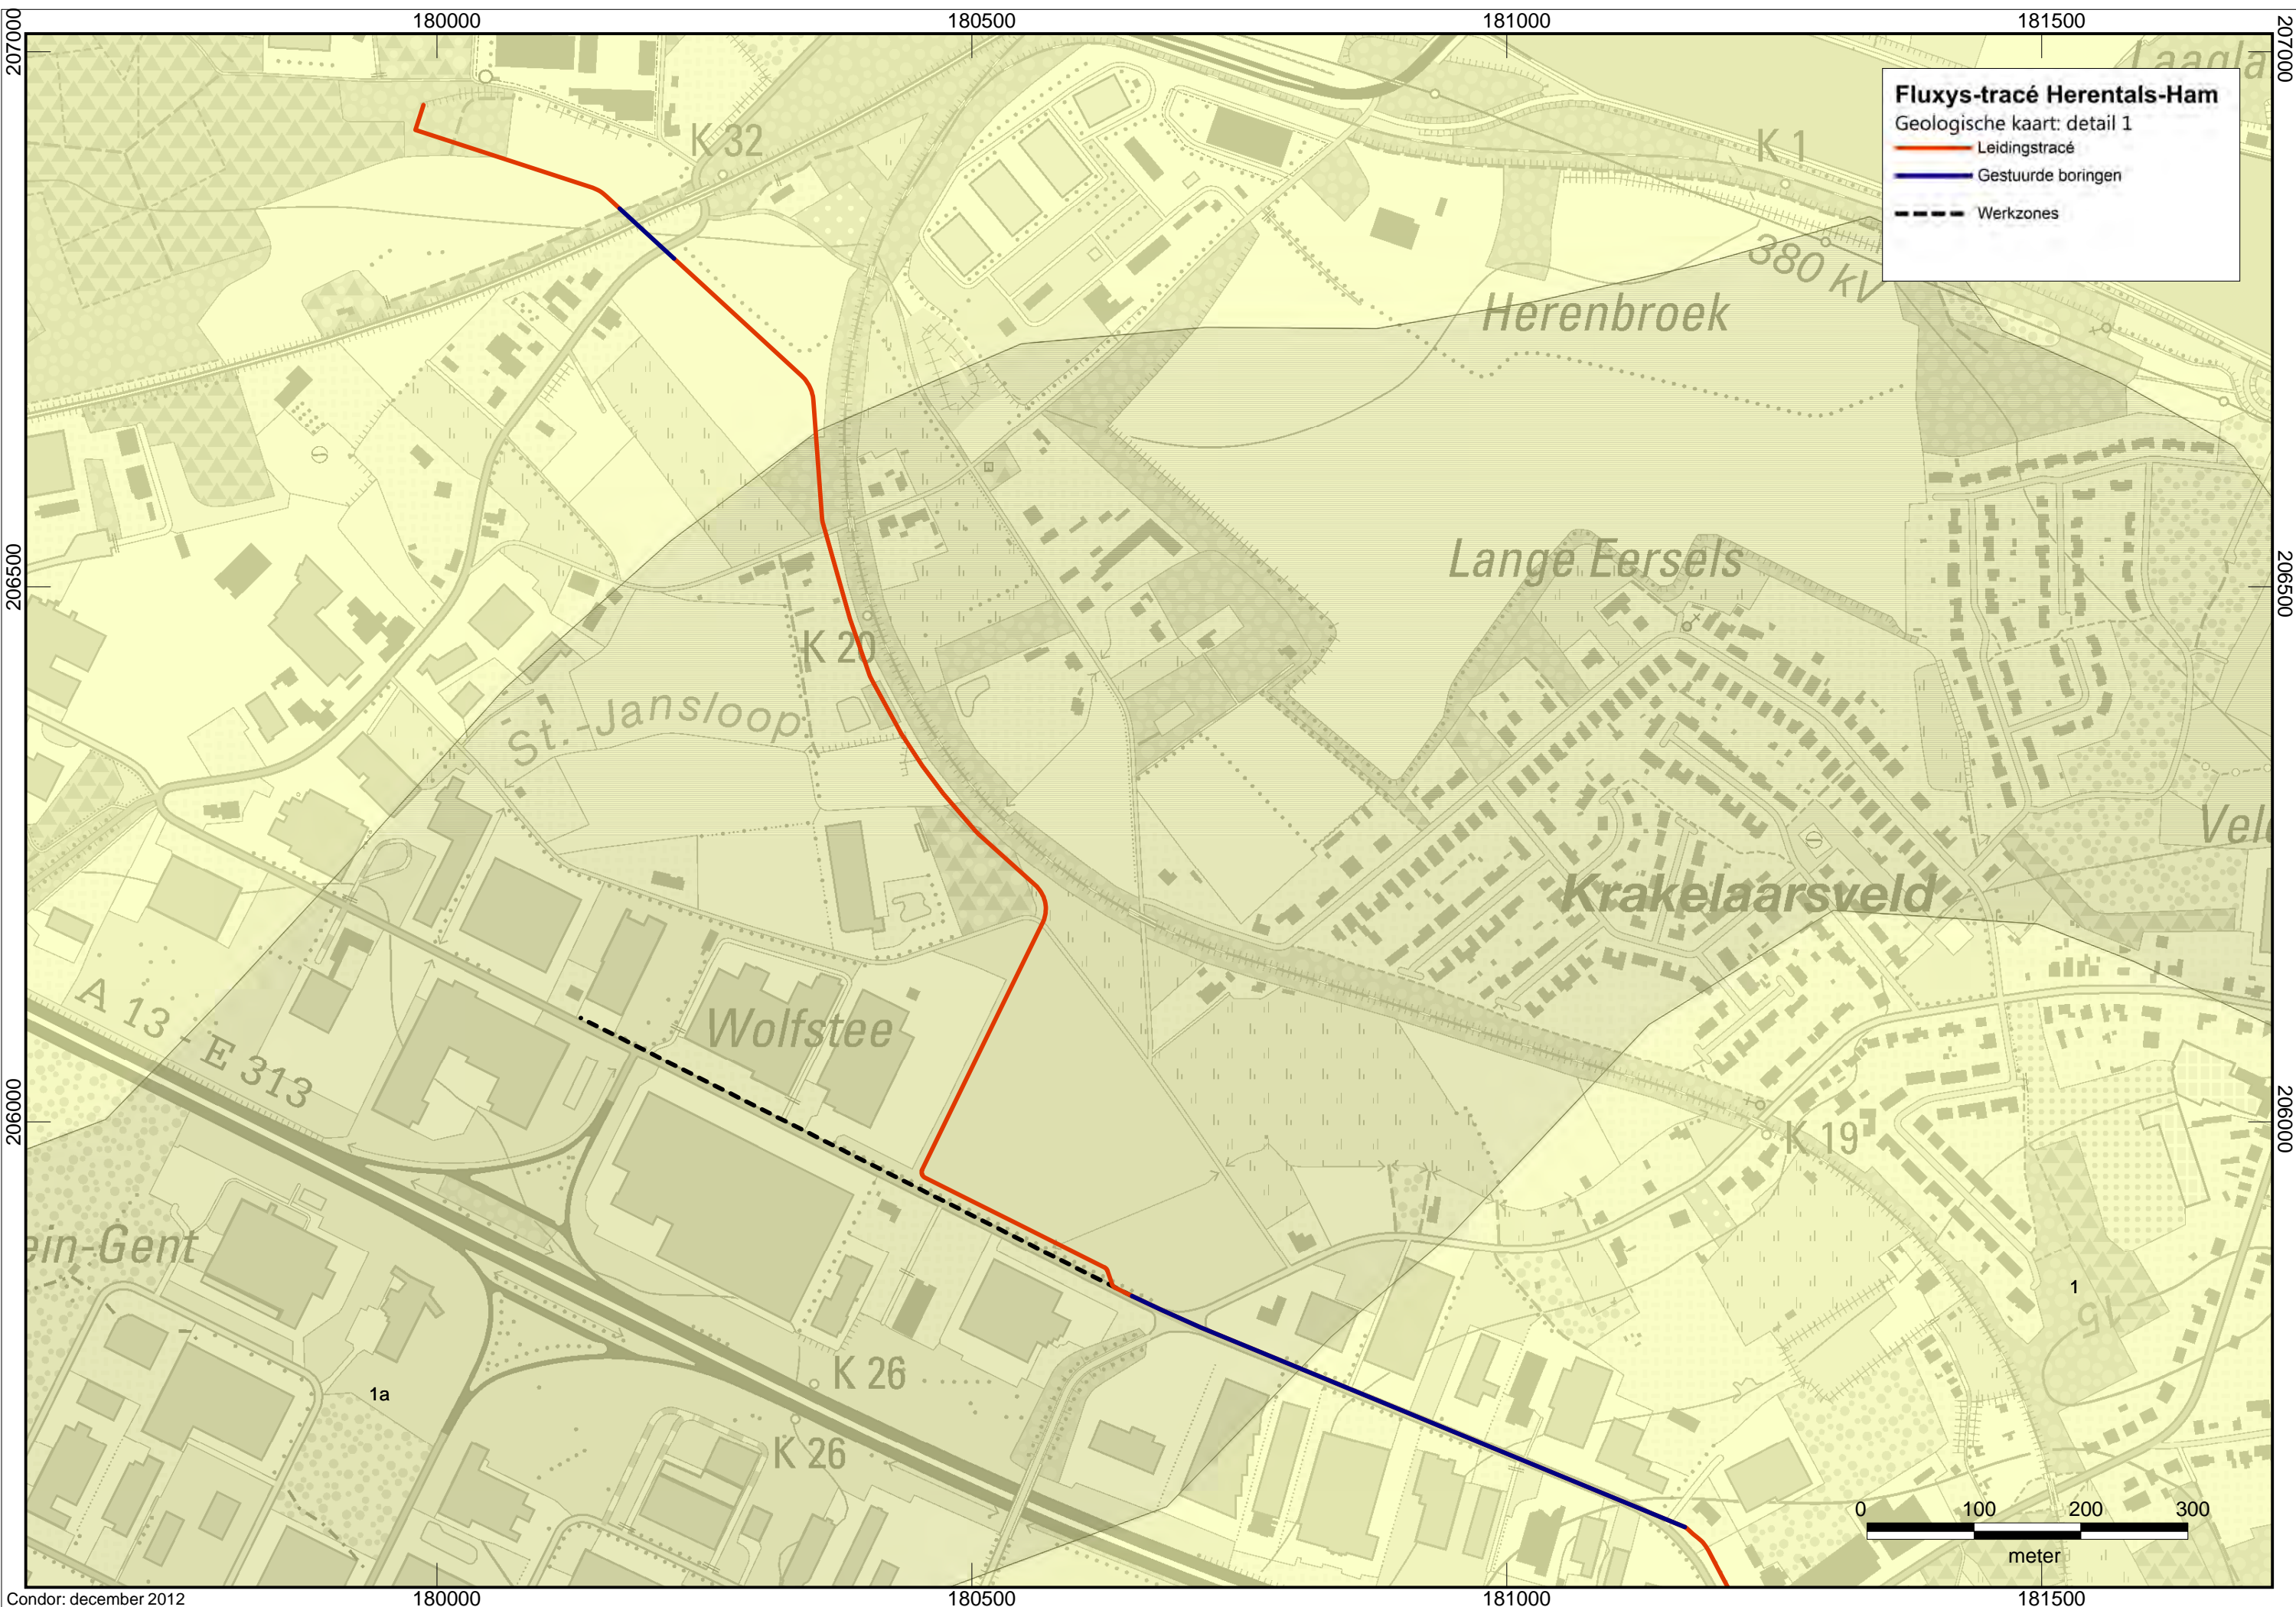 180000
180500
181000
181500
207000
207000
Fluxys-tracé Herentals-Ham
Geologische kaart: detail 1
Leidingstracé
Gestuurde boringen
Werkzones
K 32
K 1
380 kV
Herenbroek
206500
206500
Lange Eersels
K 20
St.-Jansloop
Krakelaarsveld
A 13 - E 313
Wolfstee
206000
206000
K 19
ein-Gent
1
15
1a
K 26
K 26
0 100 200 300
meter
180000
180500
181000
181500
Condor: december 2012